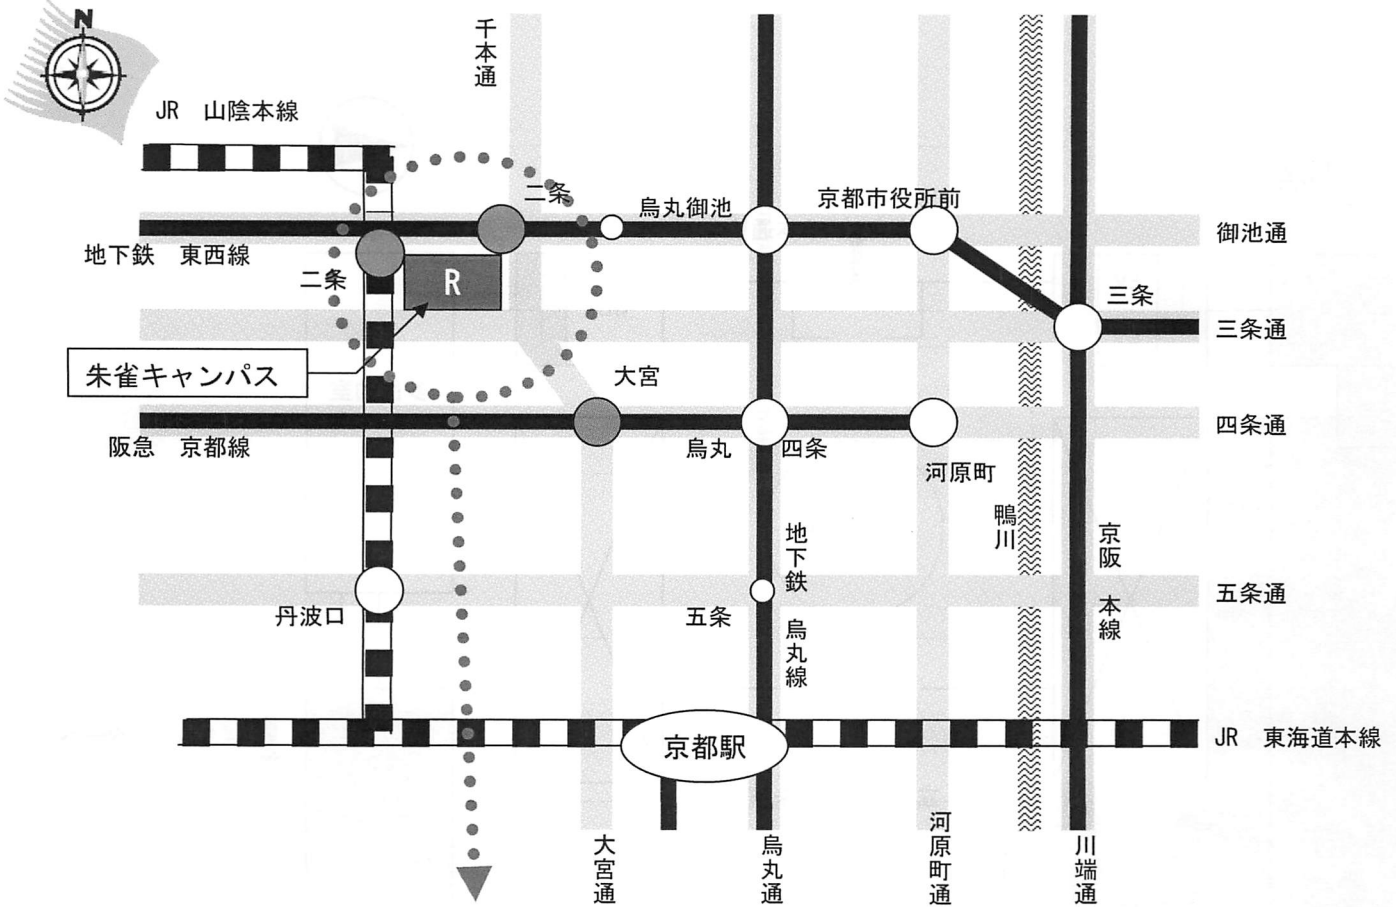 N
千本通
JR 山陰本線
二条
烏丸御池
京都市役所前
御池通
地下鉄 東西線
二条
R
三条
三条通
朱雀キャンパス
大宮
阪急 京都線
烏丸
四条
四条通
河原町
鴨川
地下鉄 烏丸線
京阪 本線
丹波口
五条
五条通
京都駅
JR 東海道本線
大宮通
烏丸通
河原町通
川端通